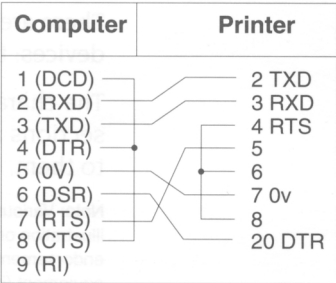 Computer Printer
1 (DCD) 2 TXD
2 (RXD) 3 RXD
3 (TXD) 4 RTS
4 (DTR) 5
5 (0V) 6
6 (DSR) 7 0v
7 (RTS) 8
8 (CTS) 20 DTR
9 (RI)